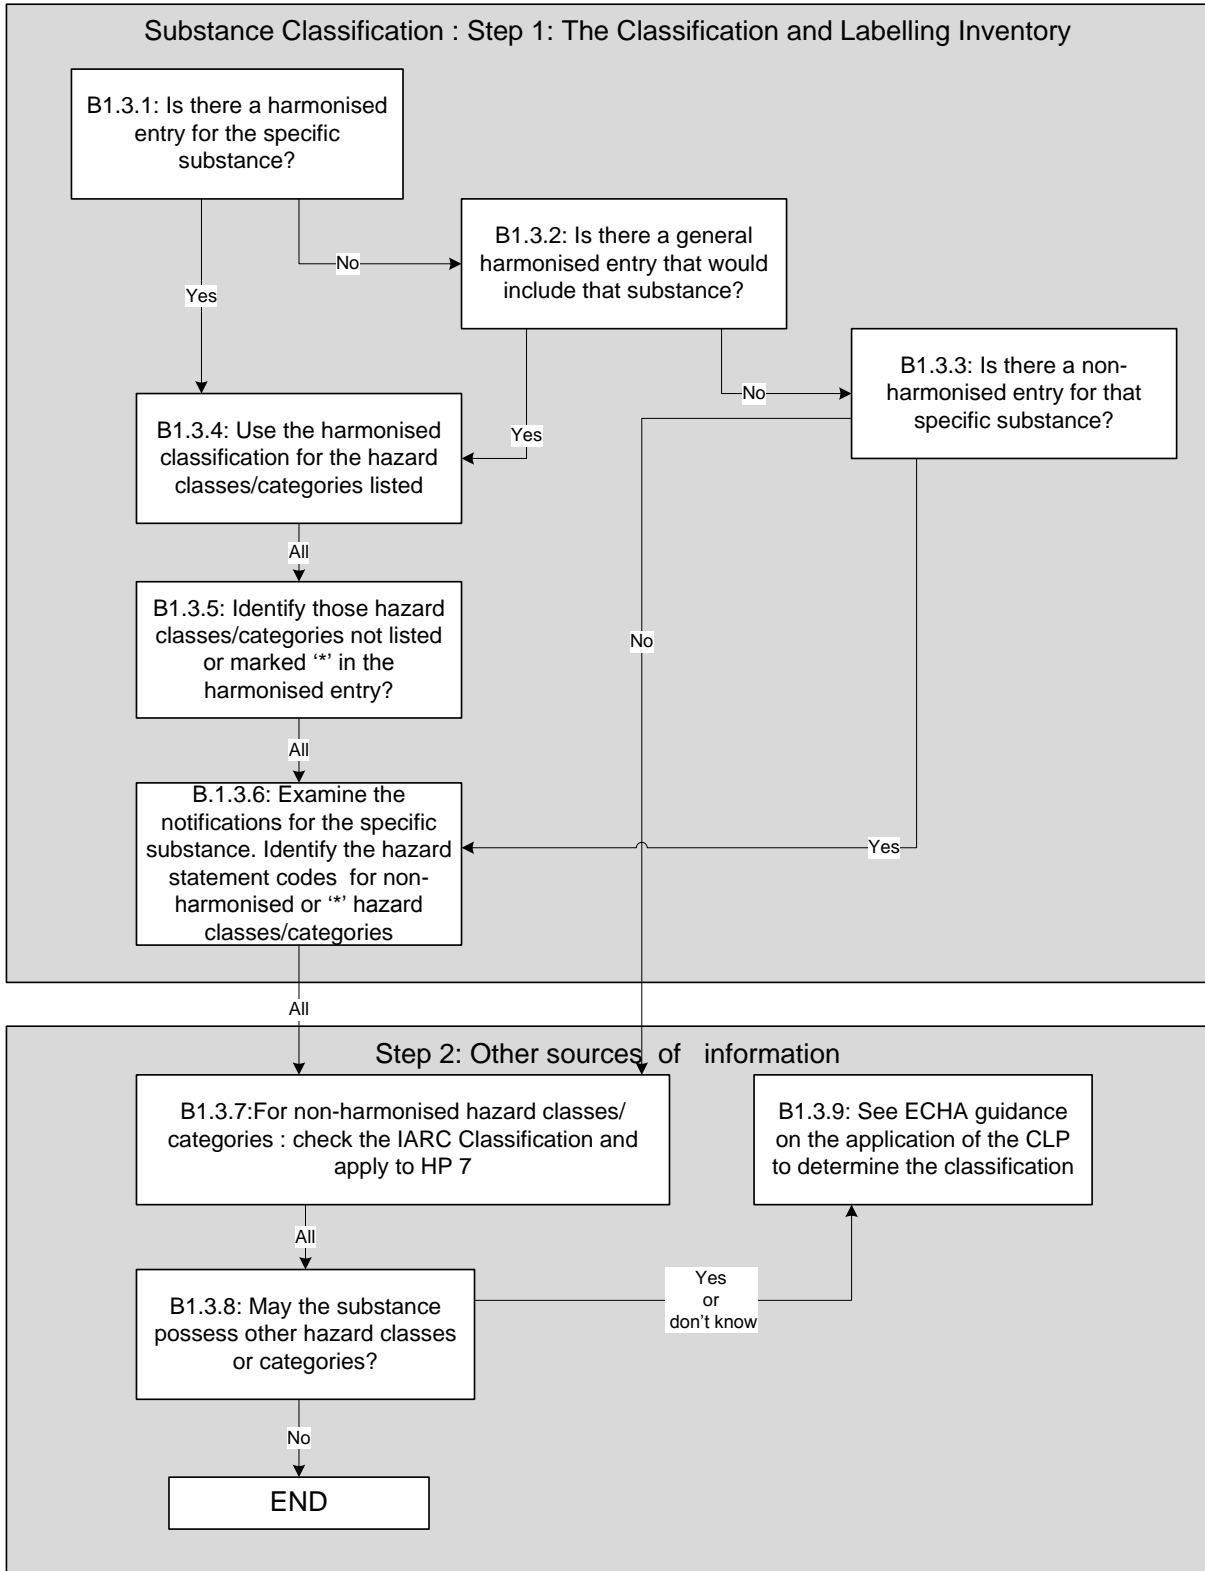 Substance Classification : Step 1: The Classification and Labelling Inventory
B1.3.1: Is there a harmonised
entry for the specific
substance?
No
Yes
B1.3.2: Is there a general
harmonised entry that would
include that substance?
No
Yes
B1.3.3: Is there a non-
harmonised entry for that
specific substance?
No
Yes
B1.3.4: Use the harmonised
classification for the hazard
classes/categories listed
All
B1.3.5: Identify those hazard
classes/categories not listed
or marked ‘*’ in the
harmonised entry?
All
B.1.3.6: Examine the
notifications for the specific
substance. Identify the hazard
statement codes for non-
harmonised or ‘*’ hazard
classes/categories
All
Step 2: Other sources of information
B1.3.7:For non-harmonised hazard classes/
categories : check the IARC Classification and
apply to HP 7
All
B1.3.9: See ECHA guidance
on the application of the CLP
to determine the classification
B1.3.8: May the substance
possess other hazard classes
or categories?
Yes
or
don’t know
No
END